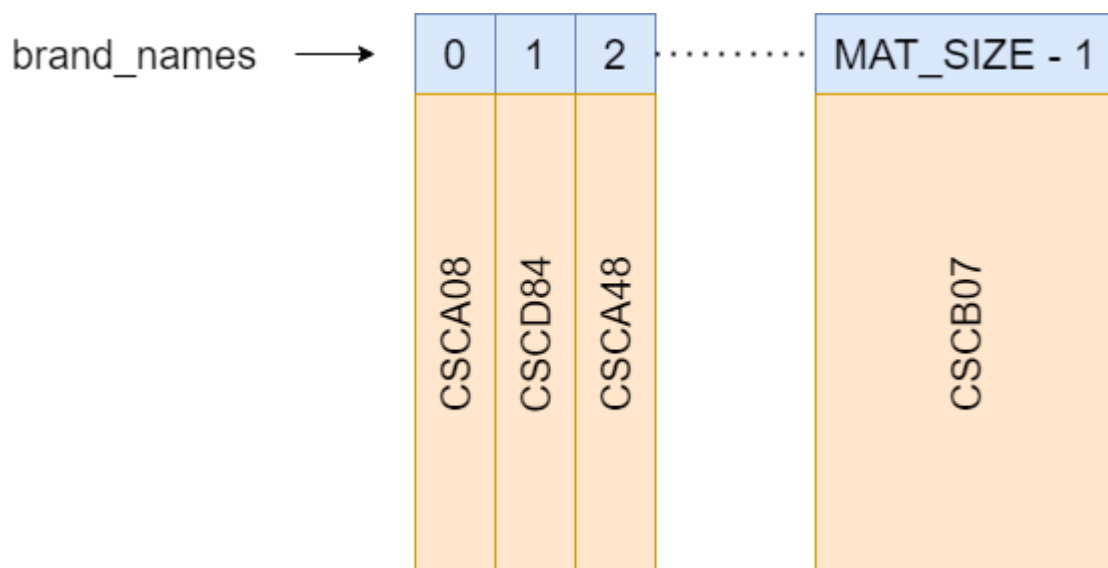 brand_names 0 1 2 MAT_SIZE - 1
CSCA08
CSCD84
CSCA48
CSCB07